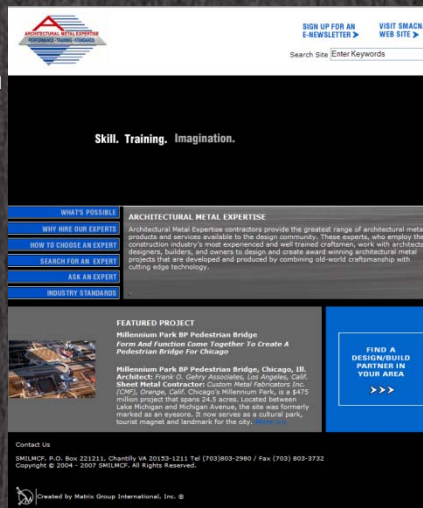 ARCHITECTURAL METAL EXPERTISE
PERFORMANCE • TRAINING • STANDARDS
SIGN UP FOR AN
E-NEWSLETTER
VISIT SMACN
WEB SITE
Search Site Enter Keywords
Skill. Training. Imagination.
WHAT'S POSSIBLE
WHY HIRE OUR EXPERTS
HOW TO CHOOSE AN EXPERT
SEARCH FOR AN EXPERT
ASK AN EXPERT
INDUSTRY STANDARDS
ARCHITECTURAL METAL EXPERTISE
Architectural Metal Expertise contractors provide the greatest range of architectural meta
products and services available to the design community. These experts, who employ the
construction industry's most experienced and well trained craftsmen, work with architects
designers, builders, and owners to design and create award winning architectural metal
projects that are developed and produced by combining old-world craftsmanship with
cutting edge technology.
FEATURED PROJECT
Millennium Park BP Pedestrian Bridge
Form And Function Come Together To Create A
Pedestrian Bridge For Chicago
Millennium Park BP Pedestrian Bridge, Chicago, Ill.
Architect: Frank O. Gehry Associates, Los Angeles, Calif.
Sheet Metal Contractor: Custom Metal Fabricators Inc.
(CMF), Orange, Calif. Chicago's Millennium Park, is a $475
million project that spans 24.5 acres. Located between
Lake Michigan and Michigan Avenue, the site was formerly
marked as an eyesore. It now serves as a cultural park,
tourist magnet and landmark for the city.
FIND A
DESIGN/BUILD
PARTNER IN
YOUR AREA
>>>
Contact Us
SMILMCF, P.O. Box 221211, Chantilly VA 20153-1211 Tel (703)803-2980 / Fax (703) 803-3732
Copyright © 2004 - 2007 SMILMCF. All Rights Reserved.
Created by Matrix Group International, Inc. ®